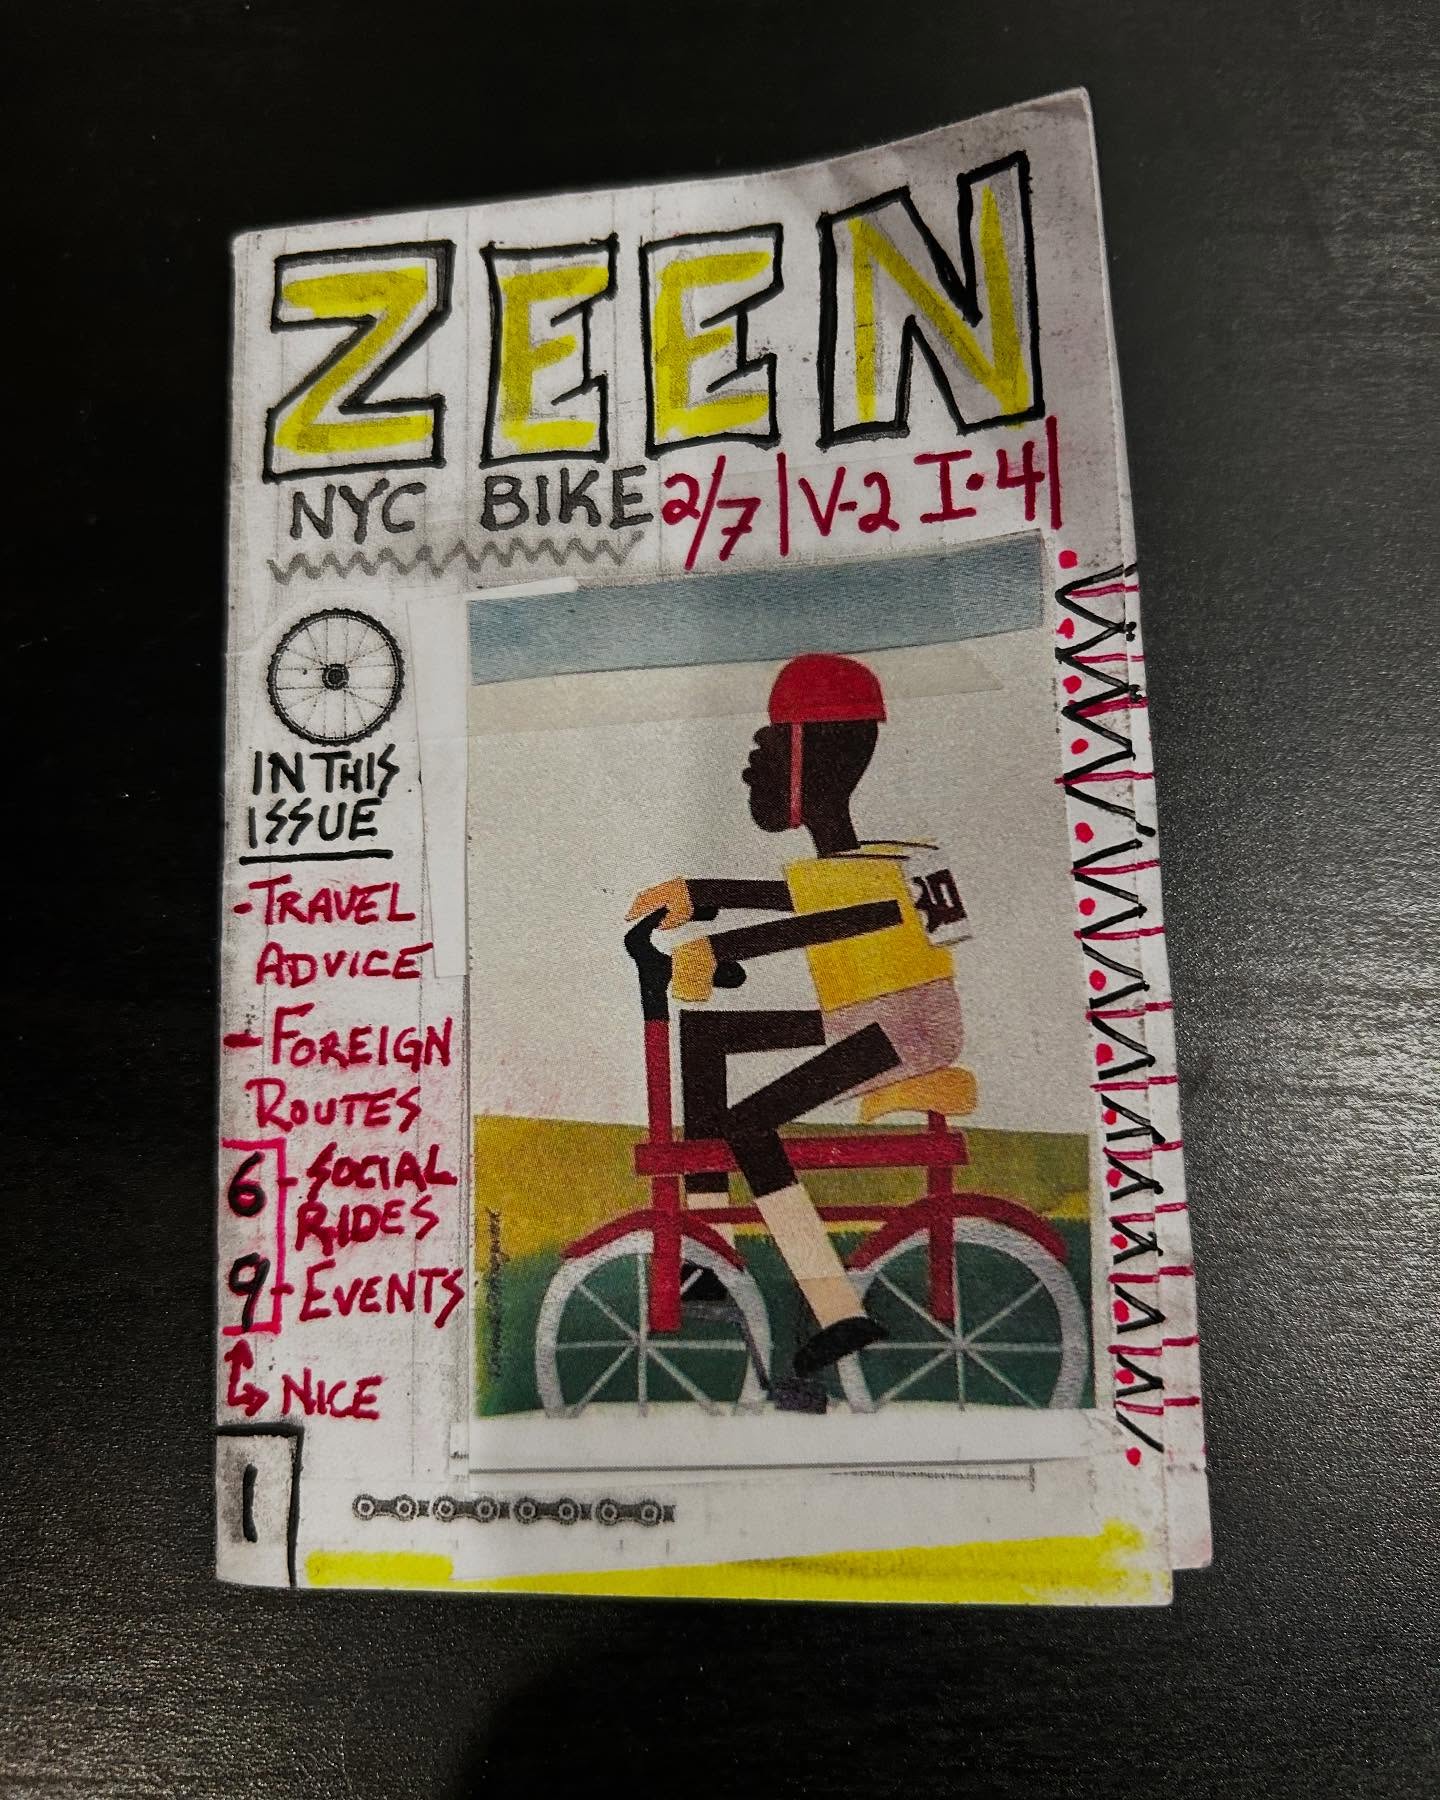 ZEEN
NYC BIKE 2/7 | V-2 I•4 |
IN THIS
ISSUE
-TRAVEL
ADVICE
-FOREIGN
ROUTES
6 - SOCIAL
RIDES
9 - EVENTS
NICE
1